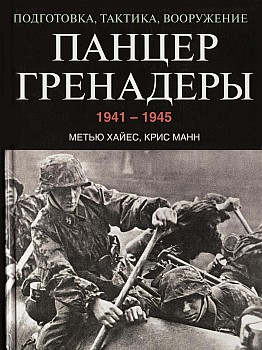 ПОДГОТОВКА, ТАКТИКА, ВООРУЖЕНИЕ
ПАНЦЕР
ГРЕНАДЕРЫ
1941 – 1945
МЕТЬЮ ХАЙЕС, КРИС МАНН